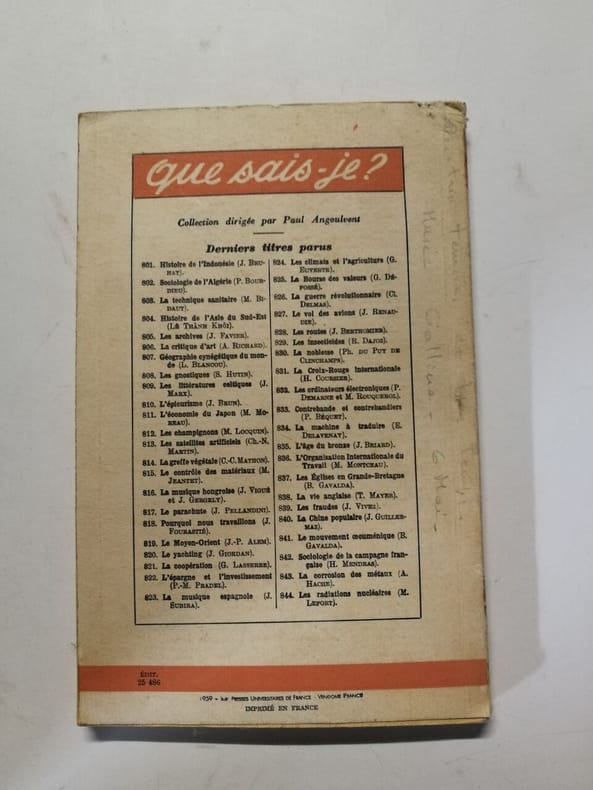 que sais-je?
Collection dirigée par Paul Angoulvent
Derniers titres parus
801. Histoire de l'Indonésie (J. BRU-
HAT).
802. Sociologie de l'Algérie (P. BOUR-
DIEU).
803. La technique sanitaire (M. BI-
DAUT).
804. Histoire de l'Asie du Sud-Est
(LÊ THÀNH KHÔI).
805. Les archives (J. FAVIER).
806. La critique d'art (A. RICHARD).
807. Géographie cynégétique du mon-
de (L. BLANCOU).
808. Les gnostiques (S. HUTIN).
809. Les littératures celtiques (J.
MARX).
810. L'épicurisme (J. BRUN).
811. L'économie du Japon (M. MO-
REAU).
812. Les champignons (M. LOCQUIN).
813. Les satellites artificiels (Ch.-N.
MARTIN).
814. La greffe végétale (C.-C. MATHON).
815. Le contrôle des matériaux (M.
JEANTET).
816. La musique hongroise (J. VIGUÉ
et J. GERGELY).
817. Le parachute (J. PELLANDINI).
818. Pourquoi nous travaillons (J.
FOURASTIÉ).
819. Le Moyen-Orient (J.-P. ALEM).
820. Le yachting (J. GIORDAN).
821. La coopération (G. LASSERRE).
822. L'épargne et l'investissement
(P.-M. PRADEL).
823. La musique espagnole (J.
SUBIRA).
824. Les climats et l'agriculture (G.
EUVERTE).
825. La Bourse des valeurs (G. DÉ-
FOSSÉ).
826. La guerre révolutionnaire (Cl.
DELMAS).
827. Le vol des avions (J. RENAU-
DIE).
828. Les routes (J. BERTHOMIER).
829. Les insecticides (R. DAJOZ).
830. La noblesse (Ph. DU PUY DE
CLINCHAMPS).
831. La Croix-Rouge internationale
(H. COURSIER).
832. Les ordinateurs électroniques (P.
DEMARNE et M. ROUQUEROL).
833. Contrebande et contrebandiers
(P. BÉQUET).
834. La machine à traduire (E.
DELAVENAY).
835. L'âge du bronze (J. BRIARD).
836. L'Organisation Internationale du
Travail (M. MONTCEAU).
837. Les Églises en Grande-Bretagne
(B. GAVALDA).
838. La vie anglaise (T. MAYER).
839. Les fraudes (J. VIVEZ).
840. La Chine populaire (J. GUILLER-
MAZ).
841. Le mouvement œcuménique (B.
GAVALDA).
842. Sociologie de la campagne fran-
çaise (H. MENDRAS).
843. La corrosion des métaux (A.
HACHE).
844. Les radiations nucléaires (M.
LEFORT).
ÉDIT.
25 486
1959 - IMP PRESSES UNIVERSITAIRES DE FRANCE - VENDOME (FRANCE)
IMPRIMÉ EN FRANCE